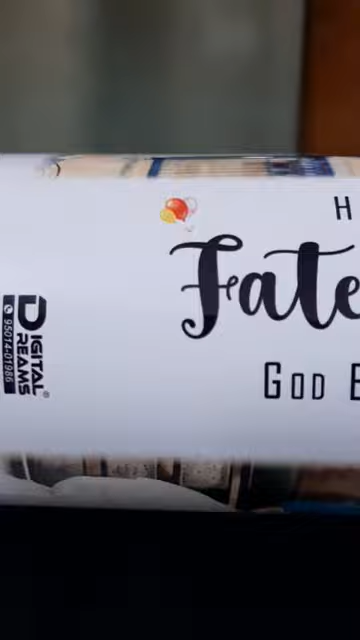 H
Fate
GOD B
DIGITAL
DREAMS®
95014-01986